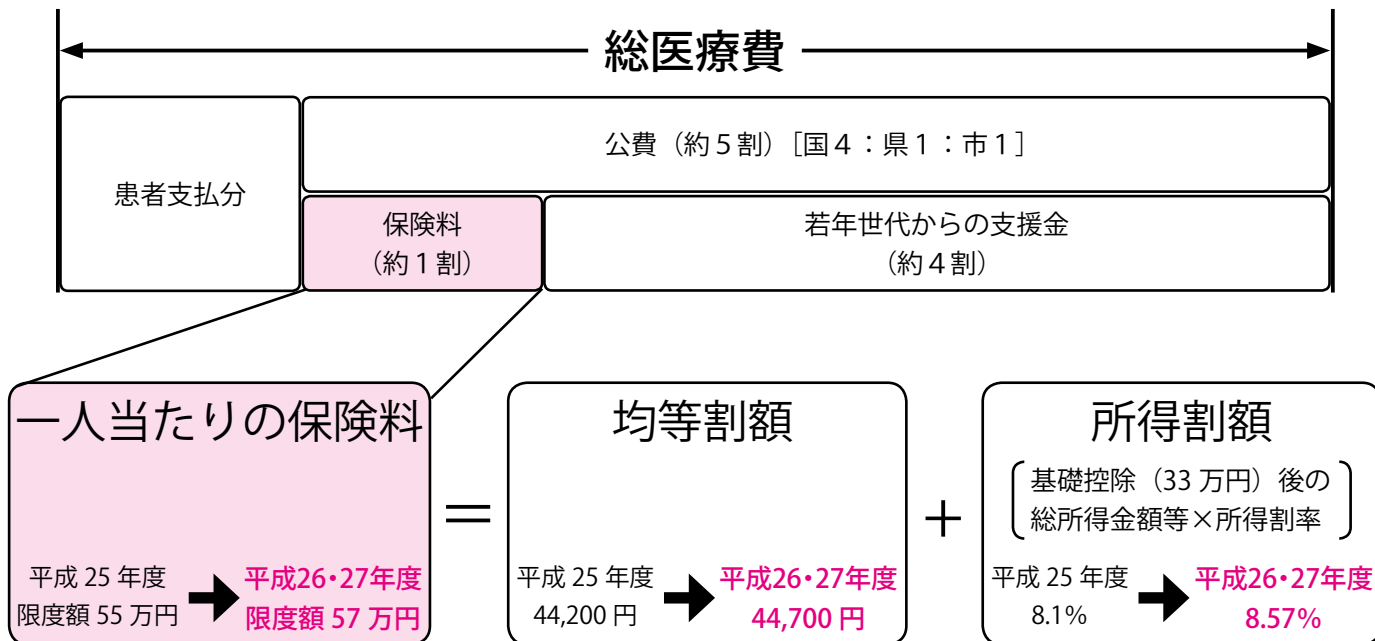 総医療費
公費（約５割）［国４：県１：市１］
患者支払分
保険料
（約１割）
若年世代からの支援金
（約４割）
一人当たりの保険料
平成 25 年度
限度額 55 万円
平成26・27年度
限度額 57 万円
＝
均等割額
平成 25 年度
44,200 円
平成26・27年度
44,700 円
＋
所得割額
基礎控除（33 万円）後の
総所得金額等×所得割率
平成 25 年度
8.1%
平成26・27年度
8.57%